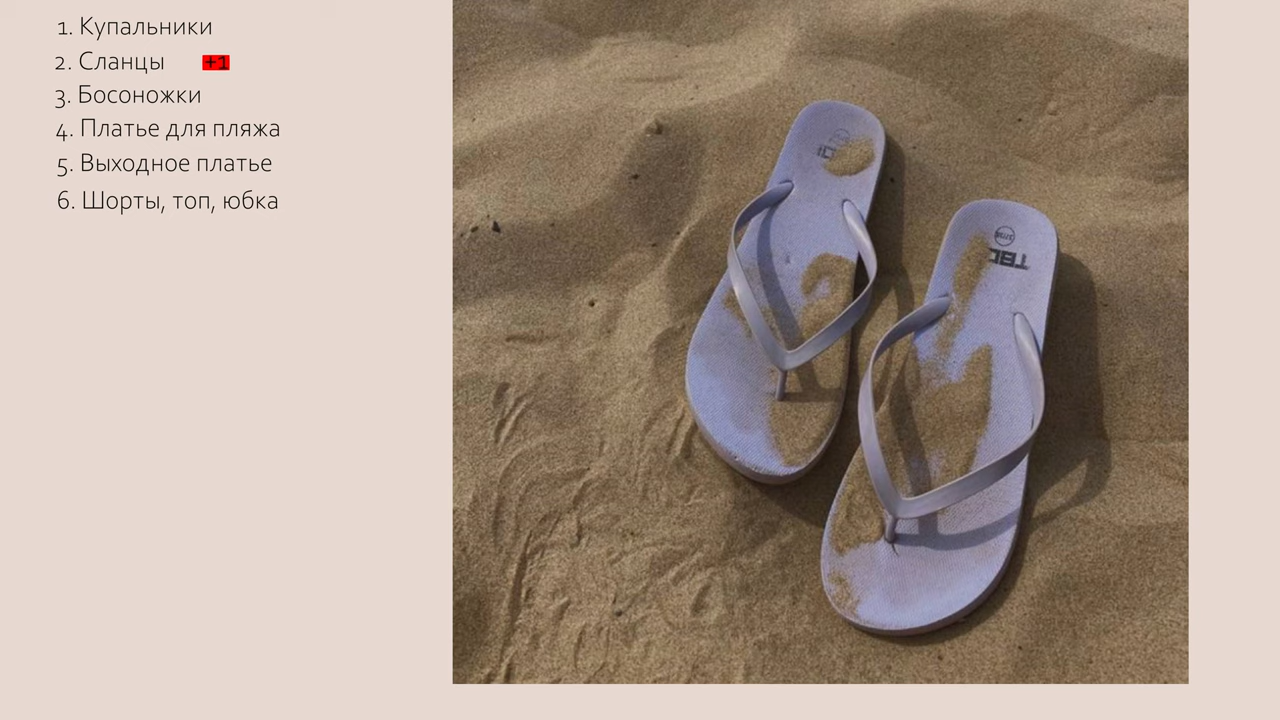 1. Купальники
2. Сланцы +1
3. Босоножки
4. Платье для пляжа
5. Выходное платье
6. Шорты, топ, юбка